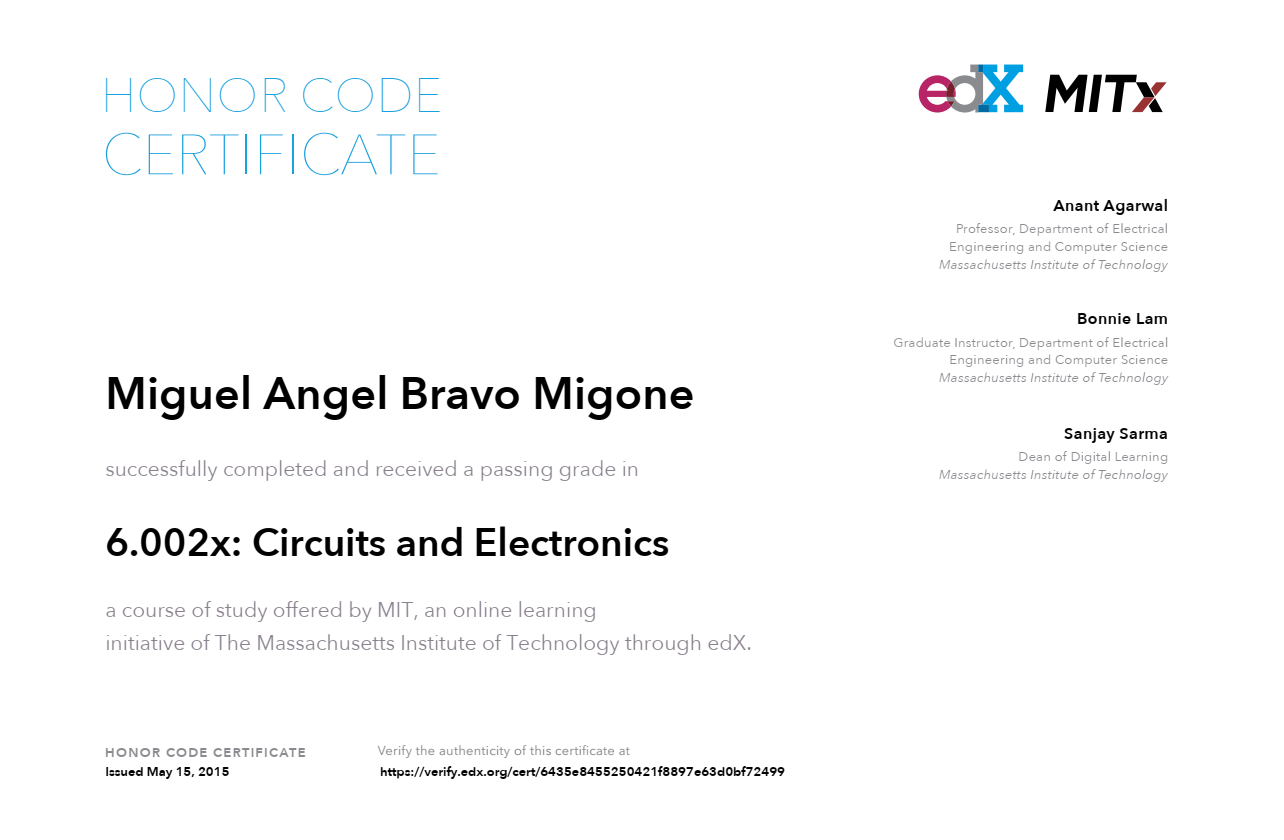 HONOR CODE
CERTIFICATE
edX MITx
Anant Agarwal
Professor, Department of Electrical
Engineering and Computer Science
Massachusetts Institute of Technology
Bonnie Lam
Graduate Instructor, Department of Electrical
Engineering and Computer Science
Massachusetts Institute of Technology
Sanjay Sarma
Dean of Digital Learning
Massachusetts Institute of Technology
Miguel Angel Bravo Migone
successfully completed and received a passing grade in
6.002x: Circuits and Electronics
a course of study offered by MIT, an online learning
initiative of The Massachusetts Institute of Technology through edX.
HONOR CODE CERTIFICATE
Issued May 15, 2015
Verify the authenticity of this certificate at
https://verify.edx.org/cert/6435e8455250421f8897e63d0bf72499